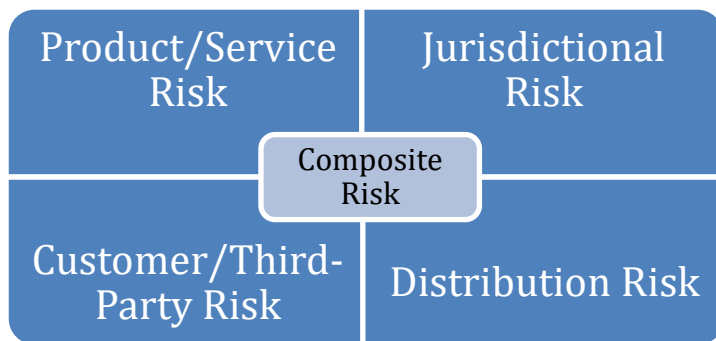 Product/Service
Risk
Jurisdictional
Risk
Composite
Risk
Customer/Third-
Party Risk
Distribution Risk